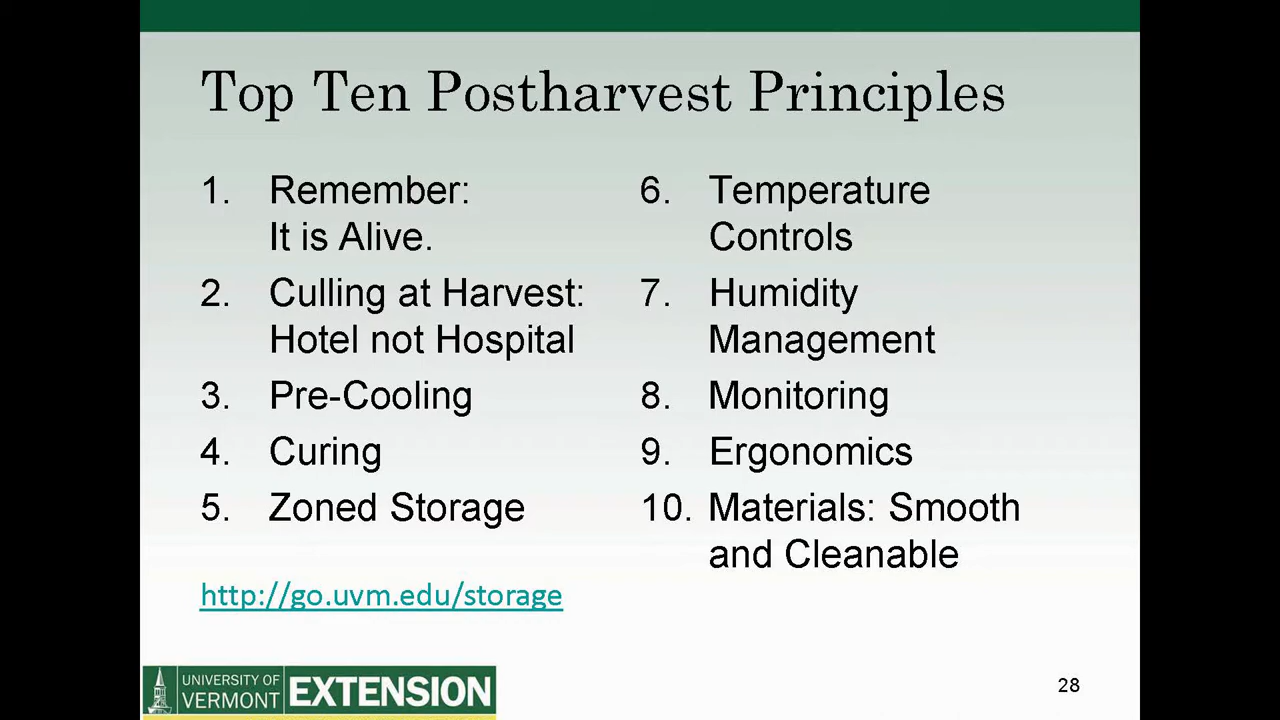 Top Ten Postharvest Principles
1. Remember:
It is Alive.
2. Culling at Harvest:
Hotel not Hospital
3. Pre-Cooling
4. Curing
5. Zoned Storage
6. Temperature
Controls
7. Humidity
Management
8. Monitoring
9. Ergonomics
10. Materials: Smooth
and Cleanable
http://go.uvm.edu/storage
UNIVERSITY OF
VERMONT
EXTENSION
28